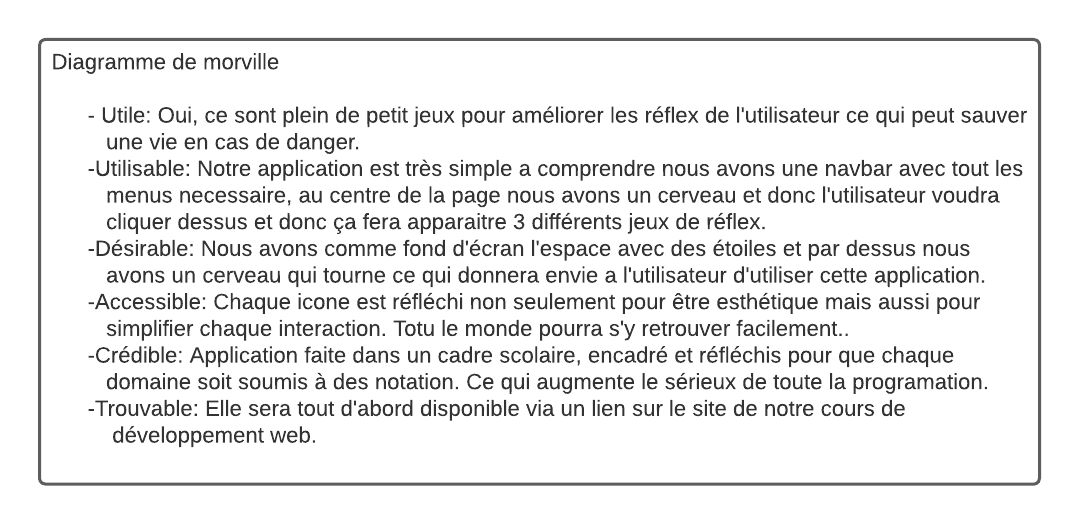 Diagramme de morville
- Utile: Oui, ce sont plein de petit jeux pour améliorer les réflex de l'utilisateur ce qui peut sauver
une vie en cas de danger.
-Utilisable: Notre application est très simple a comprendre nous avons une navbar avec tout les
menus necessaire, au centre de la page nous avons un cerveau et donc l'utilisateur voudra
cliquer dessus et donc ça fera apparaitre 3 différents jeux de réflex.
-Désirable: Nous avons comme fond d'écran l'espace avec des étoiles et par dessus nous
avons un cerveau qui tourne ce qui donnera envie a l'utilisateur d'utiliser cette application.
-Accessible: Chaque icone est réfléchi non seulement pour être esthétique mais aussi pour
simplifier chaque interaction. Totu le monde pourra s'y retrouver facilement..
-Crédible: Application faite dans un cadre scolaire, encadré et réfléchis pour que chaque
domaine soit soumis à des notation. Ce qui augmente le sérieux de toute la programation.
-Trouvable: Elle sera tout d'abord disponible via un lien sur le site de notre cours de
développement web.